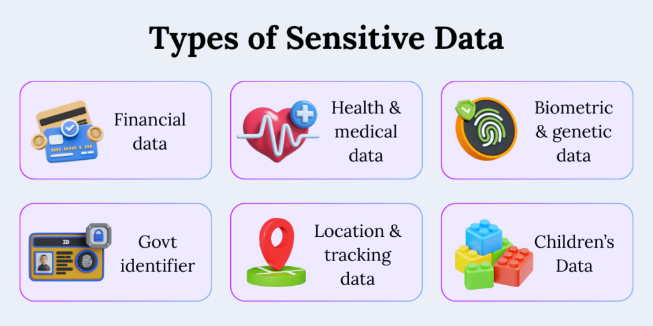 Types of Sensitive Data
Financial
data
Health &
medical
data
Biometric
& genetic
data
Govt
identifier
Location &
tracking
data
Children's
Data